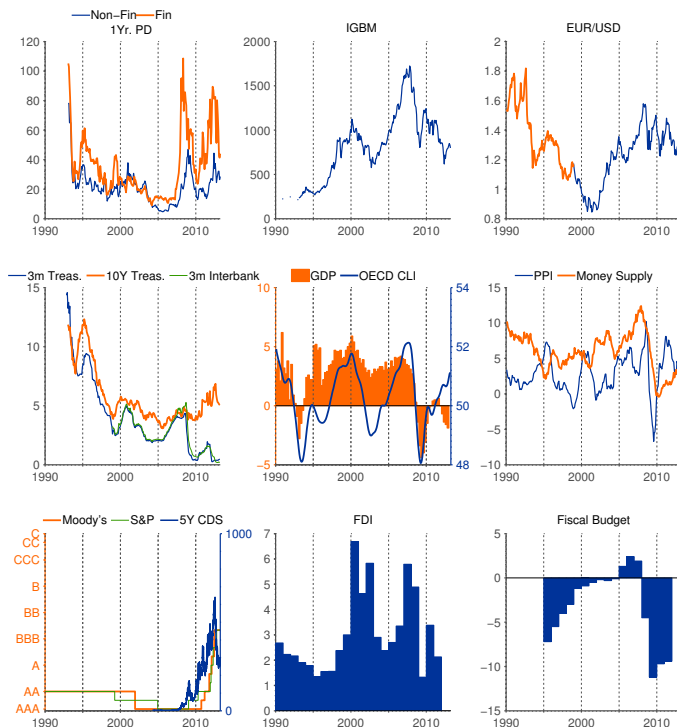 Non−Fin Fin
1Yr. PD
120
100
80
60
40
20
0
1990 2000 2010
IGBM
2000
1500
1000
500
0
1990 2000 2010
EUR/USD
2
1.8
1.6
1.4
1.2
1
0.8
1990 2000 2010
3m Treas. 10Y Treas. 3m Interbank
15
10
5
0
1990 2000 2010
GDP OECD CLI
10
5
0
−5
54
52
50
48
1990 2000 2010
PPI Money Supply
15
10
5
0
−5
−10
1990 2000 2010
Moody's S&P 5Y CDS
C
CC
CCC
B
BB
BBB
A
AA
AAA
1000
0
1990 2000 2010
FDI
7
6
5
4
3
2
1
0
1990 2000 2010
Fiscal Budget
5
0
−5
−10
−15
1990 2000 2010